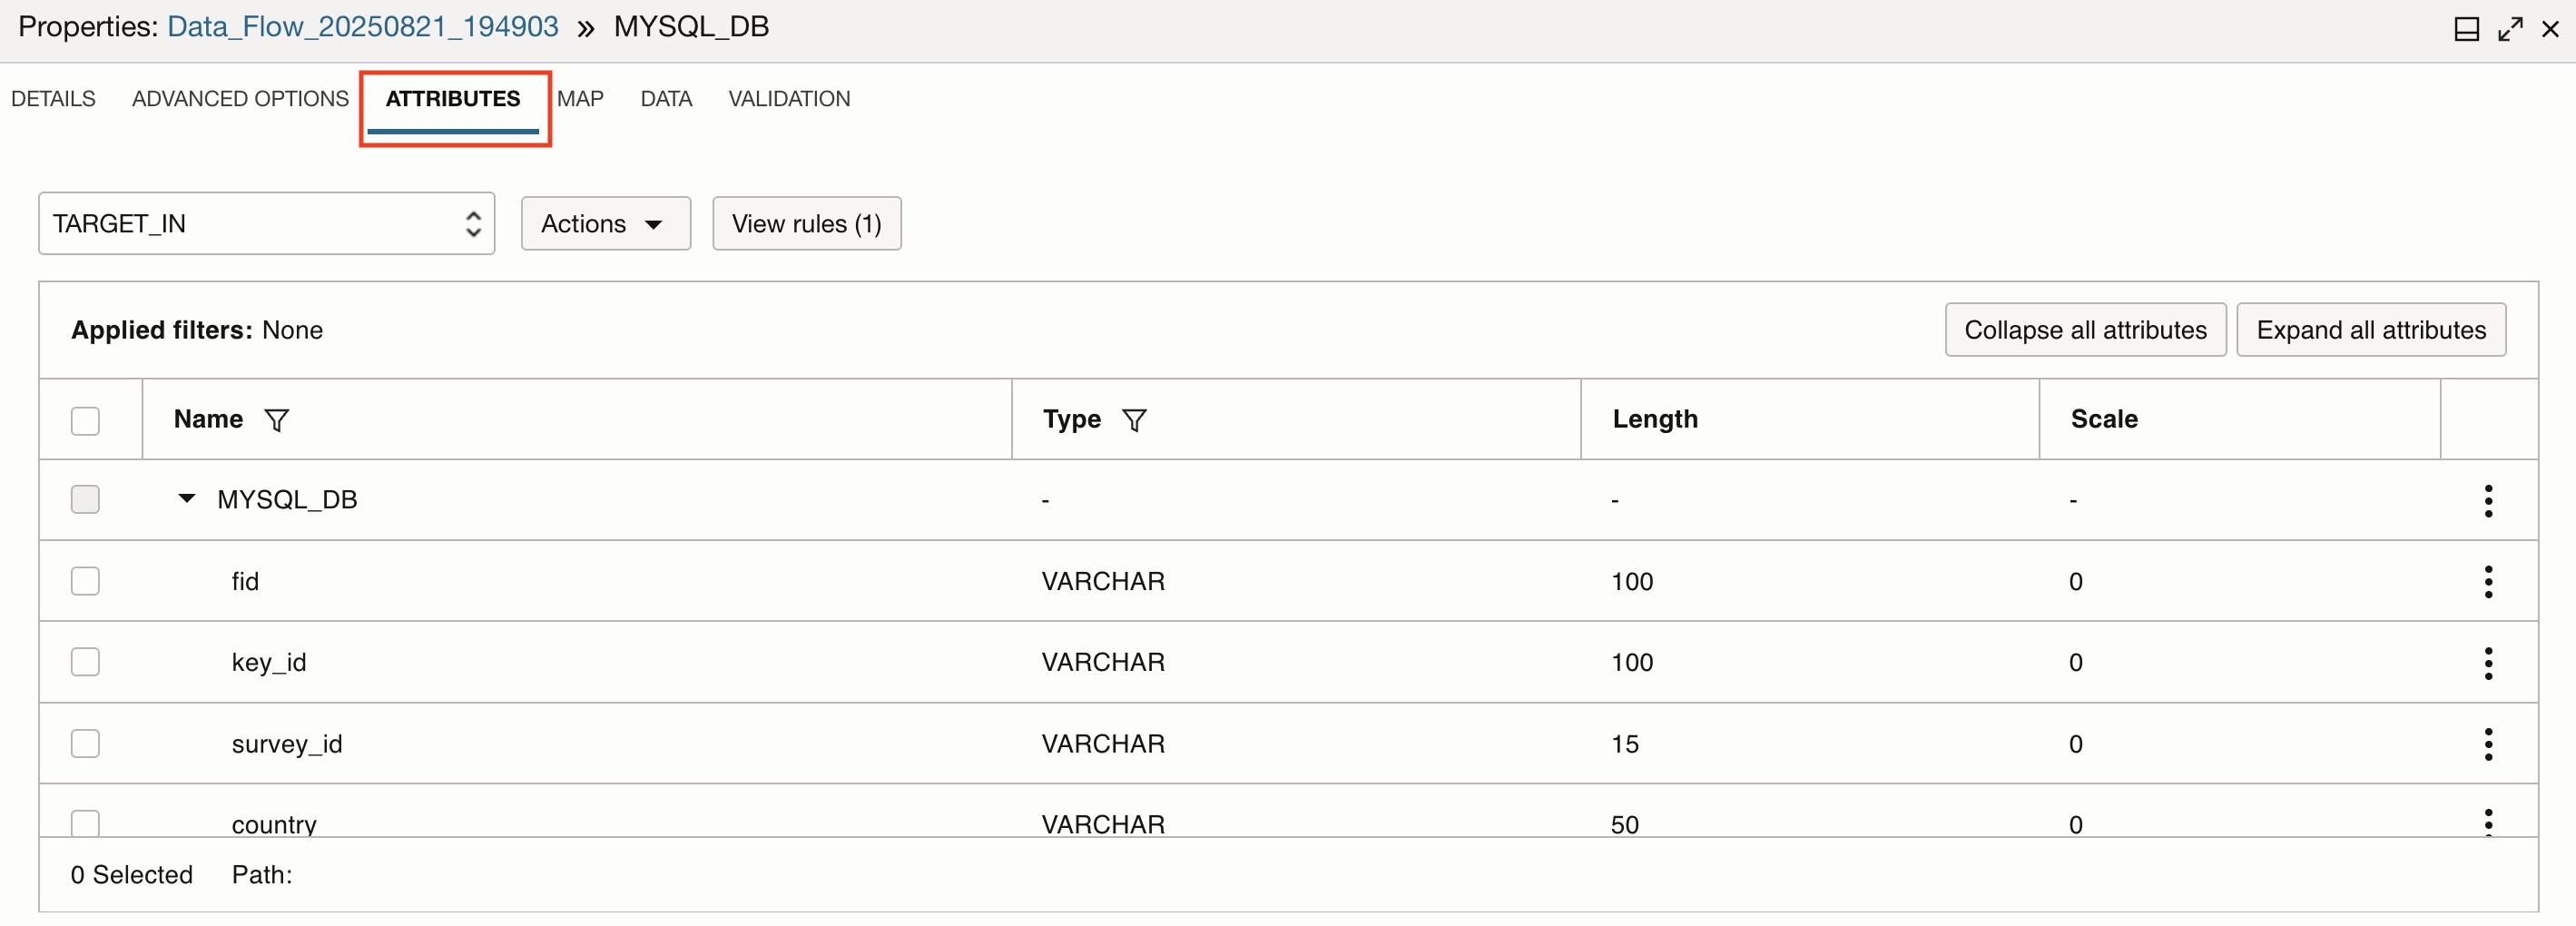 Properties: Data_Flow_20250821_194903 » MYSQL_DB
DETAILS ADVANCED OPTIONS ATTRIBUTES MAP DATA VALIDATION
TARGET_IN Actions View rules (1)
Applied filters: None Collapse all attributes Expand all attributes
Name Type Length Scale
MYSQL_DB - - -
fid VARCHAR 100 0
key_id VARCHAR 100 0
survey_id VARCHAR 15 0
country VARCHAR 50 0
0 Selected Path: